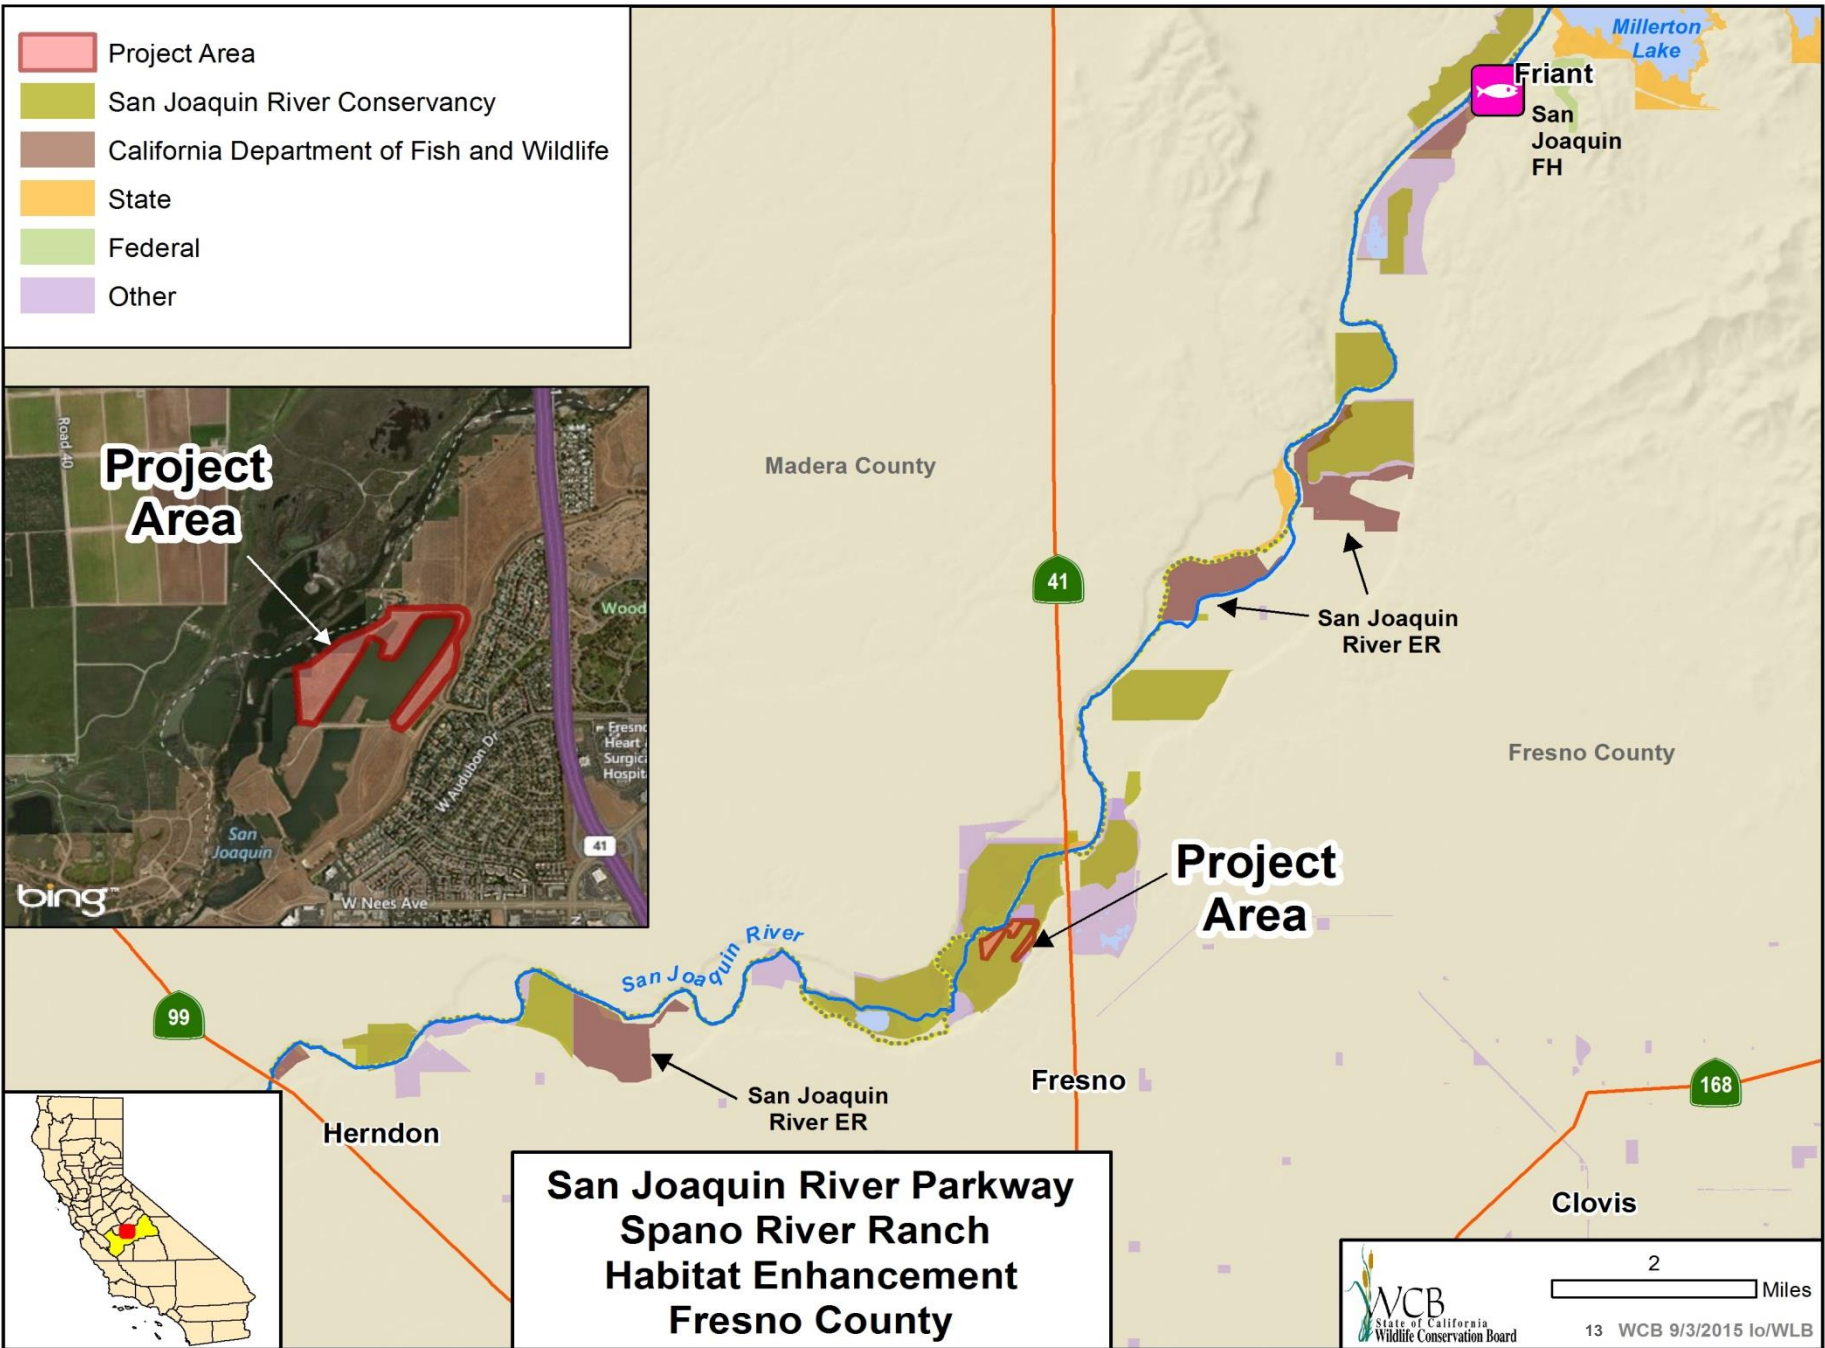 Project Area
San Joaquin River Conservancy
California Department of Fish and Wildlife
State
Federal
Other
Millerton
Lake
Friant
San
Joaquin
FH
Road 40
Project
Area
Wood
Fresno
Heart
Surgica
Hospit
W Audubon Dr
San
Joaquin
41
W Nees Ave
bing
Madera County
41
San Joaquin
River ER
Fresno County
Project
Area
San Joaquin River
99
San Joaquin
River ER
Fresno
168
Herndon
Clovis
San Joaquin River Parkway
Spano River Ranch
Habitat Enhancement
Fresno County
WCB
State of California
Wildlife Conservation Board
2
Miles
13 WCB 9/3/2015 lo/WLB